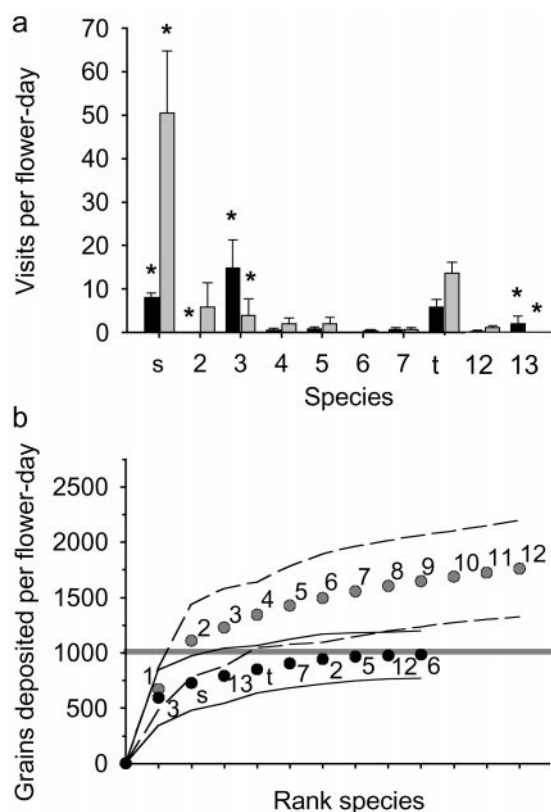 a
Visits per flower-day
70
60
50
40
30
20
10
0
* * * * * * *
s 2 3 4 5 6 7 t 12 13
Species
b
Grains deposited per flower-day
2500
2000
1500
1000
500
0
1 2 3 4 5 6 7 8 9 10 11 12
3 s 13 t 7 2 5 12 6
Rank species